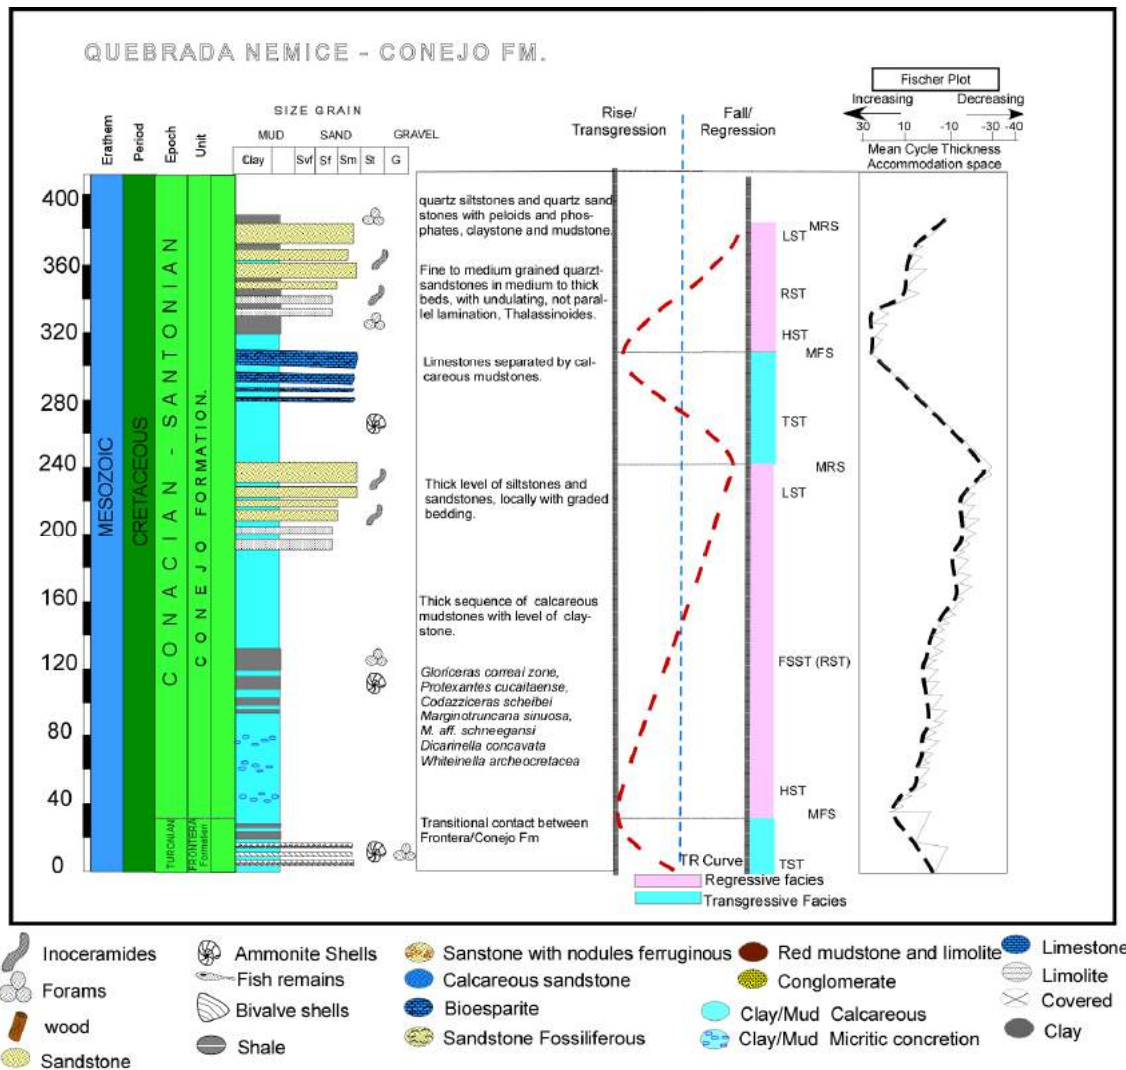 QUEBRADA NEMICE - CONEJO FM.
SIZE GRAIN
MUD SAND GRAVEL
Erathem
Period
Epoch
Unit
Clay Svf Sf Sm St G
Rise/
Transgression
Fall/
Regression
Fischer Plot
Increasing Decreasing
30 10 -10 -30 -40
Mean Cycle Thickness
Accommodation space
400
360
320
280
240
200
160
120
80
40
0
MESOZOIC
CRETACEOUS
CONACIAN - SANTONIAN
CONEJO FORMATION.
TURONIAN
FRONTERA
Formation
quartz siltstones and quartz sand
stones with peloids and phos-
phates, claystone and mudstone.
Fine to medium grained quarzt-
sandstones in medium to thick
beds, with undulating, not paral-
lel lamination, Thalassinoides.
Limestones separated by cal-
careous mudstones.
Thick level of siltstones and
sandstones, locally with graded
bedding.
Thick sequence of calcareous
mudstones with level of clay-
stone.
Gloriceras correai zone,
Protexantes cucaitaense,
Codazziceras scheibei
Marginotruncana sinuosa,
M. aff. schneegansi
Dicarinella concavata
Whiteinella archeocretacea
Transitional contact between
Frontera/Conejo Fm
LST MRS
RST
HST
MFS
TST
MRS
LST
FSST (RST)
HST
MFS
TST
TR Curve
Regressive facies
Transgressive Facies
Inoceramides
Forams
wood
Sandstone
Ammonite Shells
Fish remains
Bivalve shells
Shale
Sanstone with nodules ferruginous
Calcareous sandstone
Bioesparite
Sandstone Fossiliferous
Red mudstone and limolite
Conglomerate
Clay/Mud Calcareous
Clay/Mud Micritic concretion
Limestone
Limolite
Covered
Clay